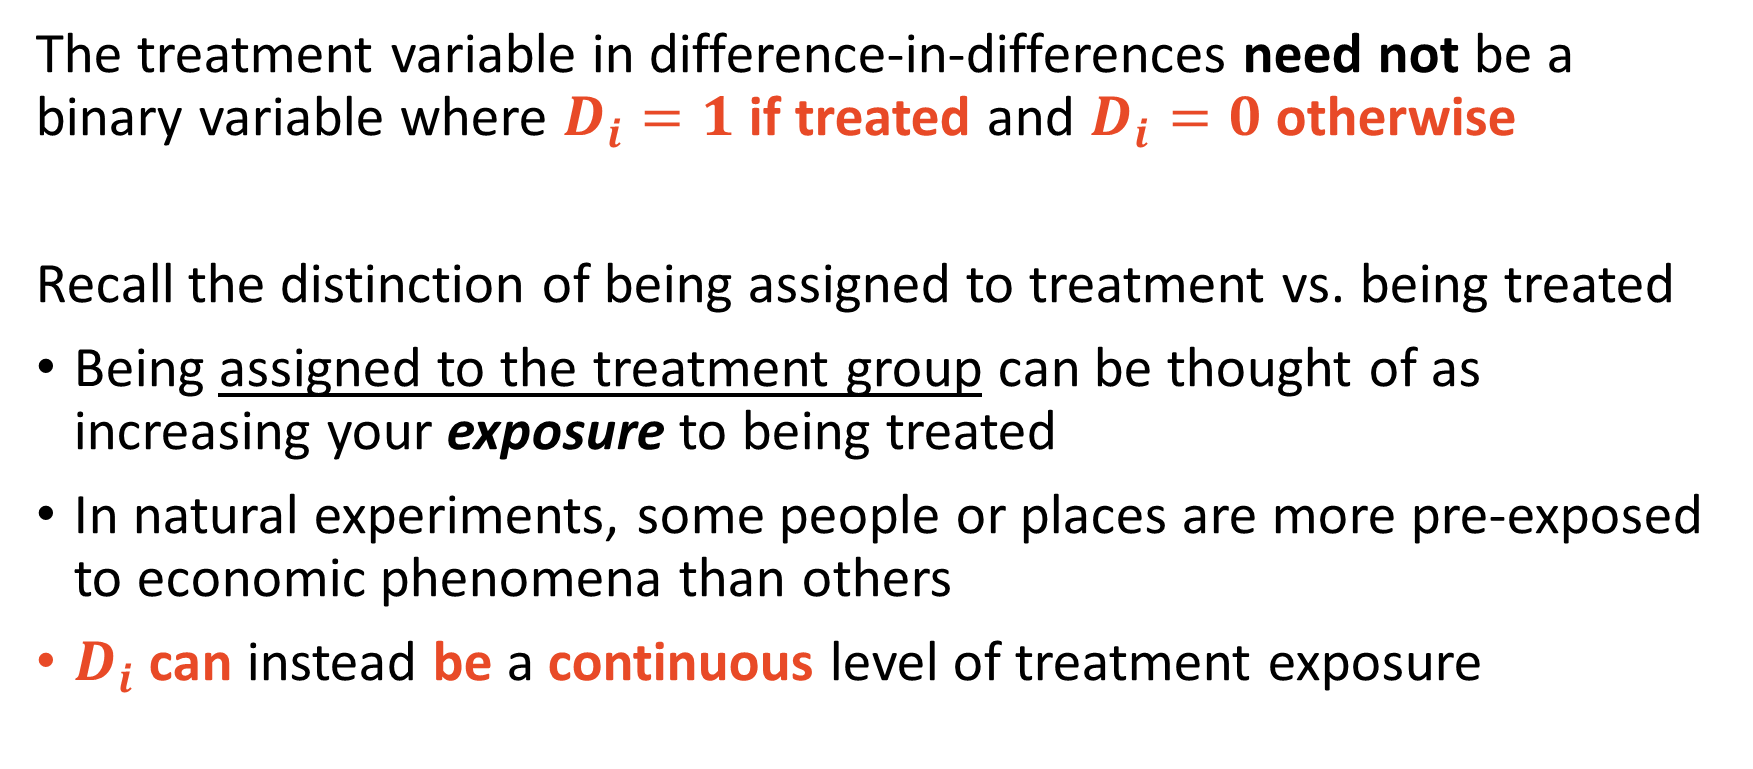 The treatment variable in difference-in-differences need not be a
binary variable where Dᵢ = 1 if treated and Dᵢ = 0 otherwise
Recall the distinction of being assigned to treatment vs. being treated
• Being assigned to the treatment group can be thought of as
increasing your exposure to being treated
• In natural experiments, some people or places are more pre-exposed
to economic phenomena than others
• Dᵢ can instead be a continuous level of treatment exposure